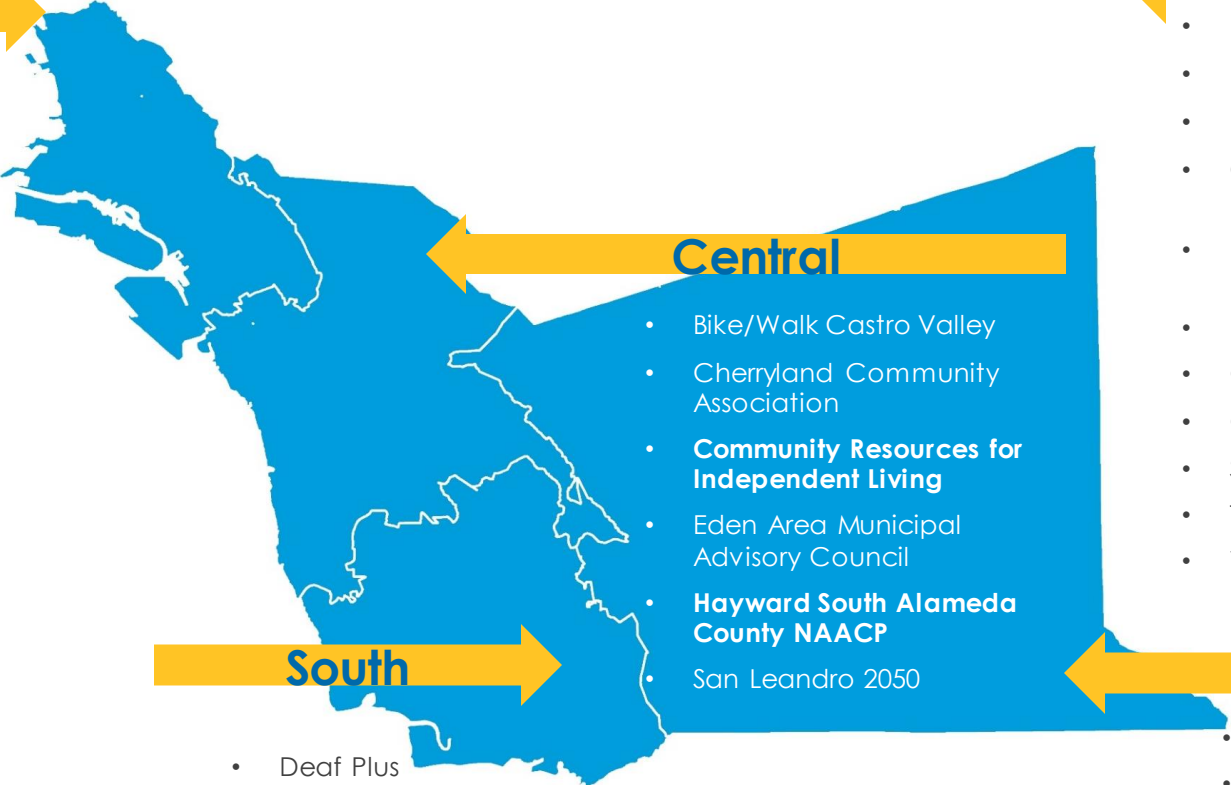 Central
• Bike/Walk Castro Valley
• Cherryland Community
Association
• Community Resources for
Independent Living
• Eden Area Municipal
Advisory Council
• Hayward South Alameda
County NAACP
• San Leandro 2050
South
• Deaf Plus